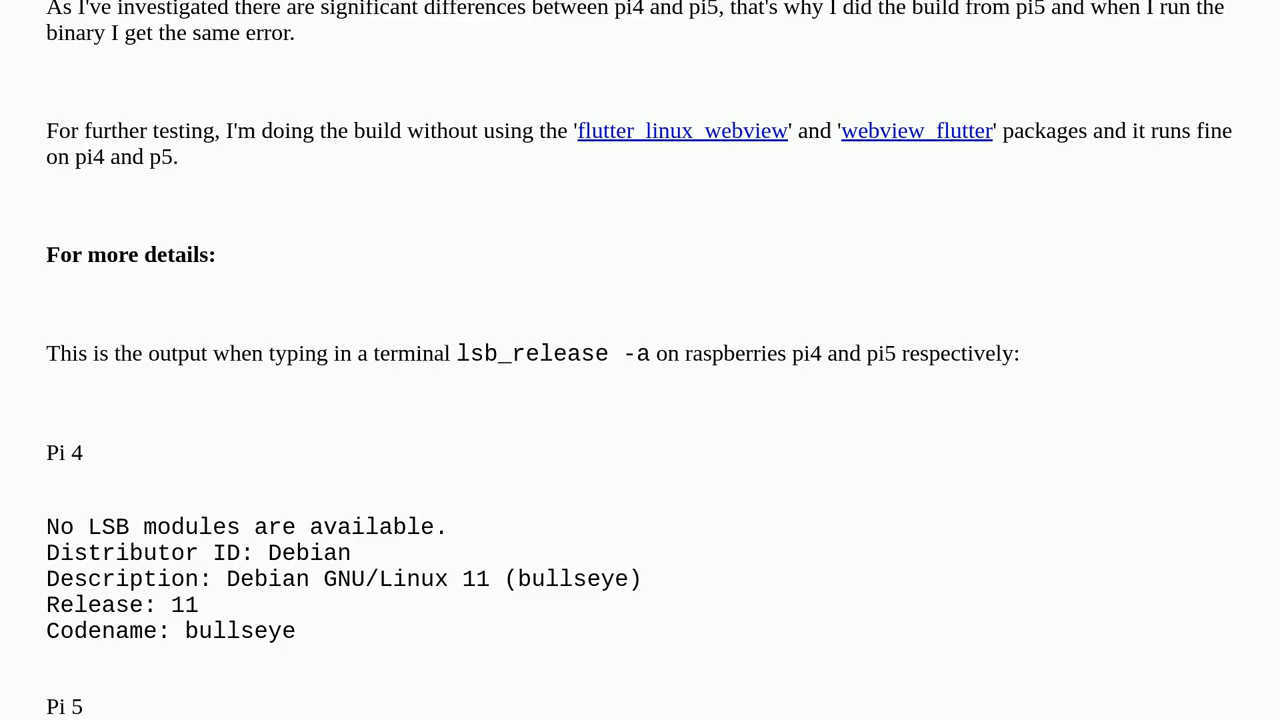 As I've investigated there are significant differences between pi4 and pi5, that's why I did the build from pi5 and when I run the
binary I get the same error.
For further testing, I'm doing the build without using the 'flutter_linux_webview' and 'webview_flutter' packages and it runs fine
on pi4 and p5.
For more details:
This is the output when typing in a terminal lsb_release -a on raspberries pi4 and pi5 respectively:
Pi 4
No LSB modules are available.
Distributor ID: Debian
Description: Debian GNU/Linux 11 (bullseye)
Release: 11
Codename: bullseye
Pi 5